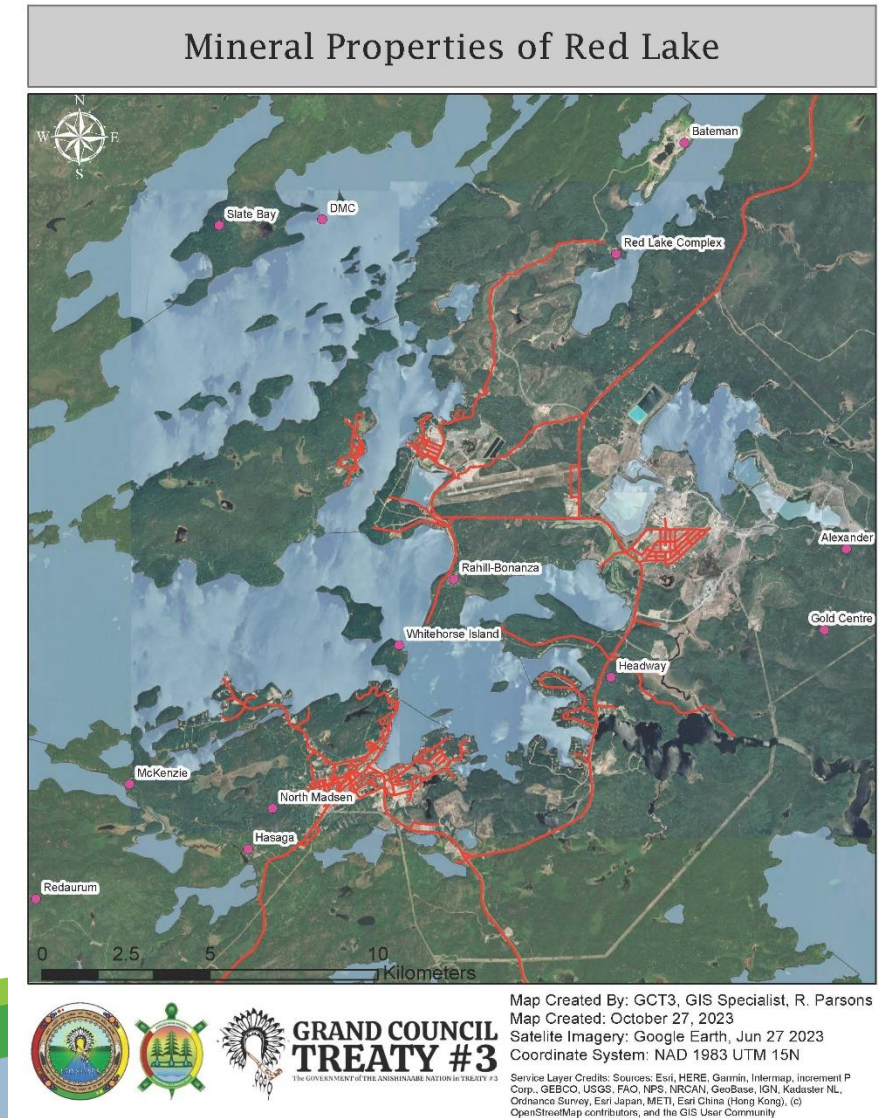 Mineral Properties of Red Lake
N
W E
S
Bateman
DMC
Slate Bay
Red Lake Complex
Alexander
Rahill-Bonanza
Gold Centre
Whitehorse Island
Headway
McKenzie
North Madsen
Hasaga
Redaurum
0 2.5 5 10
Kilometers
GRAND COUNCIL
TREATY #3
The GOVERNMENT of THE ANISHINAABE NATION in TREATY #3
Map Created By: GCT3, GIS Specialist, R. Parsons
Map Created: October 27, 2023
Satelite Imagery: Google Earth, Jun 27 2023
Coordinate System: NAD 1983 UTM 15N
Service Layer Credits: Sources: Esri, HERE, Garmin, Intermap, increment P
Corp., GEBCO, USGS, FAO, NPS, NRCAN, GeoBase, IGN, Kadaster NL,
Ordnance Survey, Esri Japan, METI, Esri China (Hong Kong), (c)
OpenStreetMap contributors, and the GIS User Community